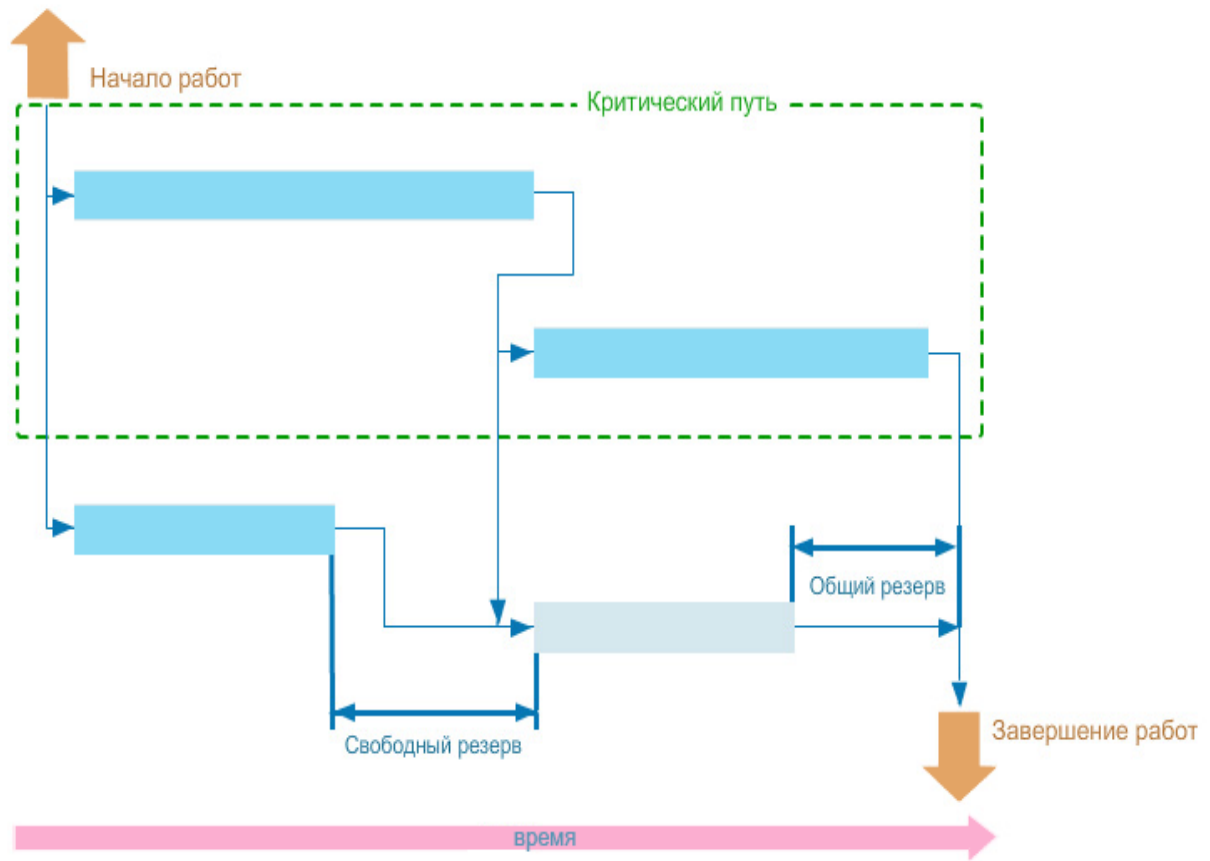 Начало работ
Критический путь
Общий резерв
Свободный резерв
Завершение работ
время